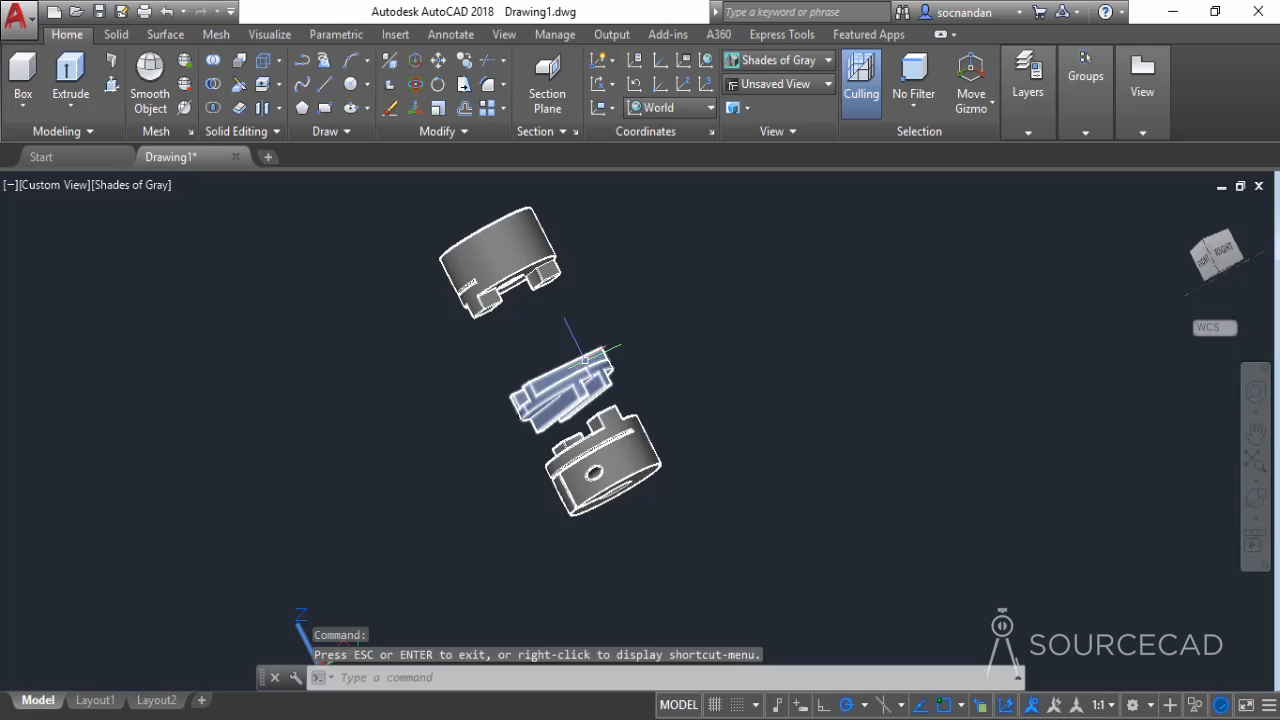 Autodesk AutoCAD 2018 Drawing1.dwg
Type a keyword or phrase
socnandan
Home Solid Surface Mesh Visualize Parametric Insert Annotate View Manage Output Add-ins A360 Express Tools Featured Apps
Box
Extrude
Smooth
Object
Section
Plane
Shades of Gray
Unsaved View
World
Culling
No Filter
Move
Gizmo
Layers
Groups
View
Modeling Mesh Solid Editing Draw Modify Section Coordinates View Selection
Start Drawing1*
[−][Custom View][Shades of Gray]
RIGHT
WCS
Z
Command:
Press ESC or ENTER to exit, or right-click to display shortcut-menu.
Type a command
SOURCECAD
Model Layout1 Layout2
MODEL 1:1